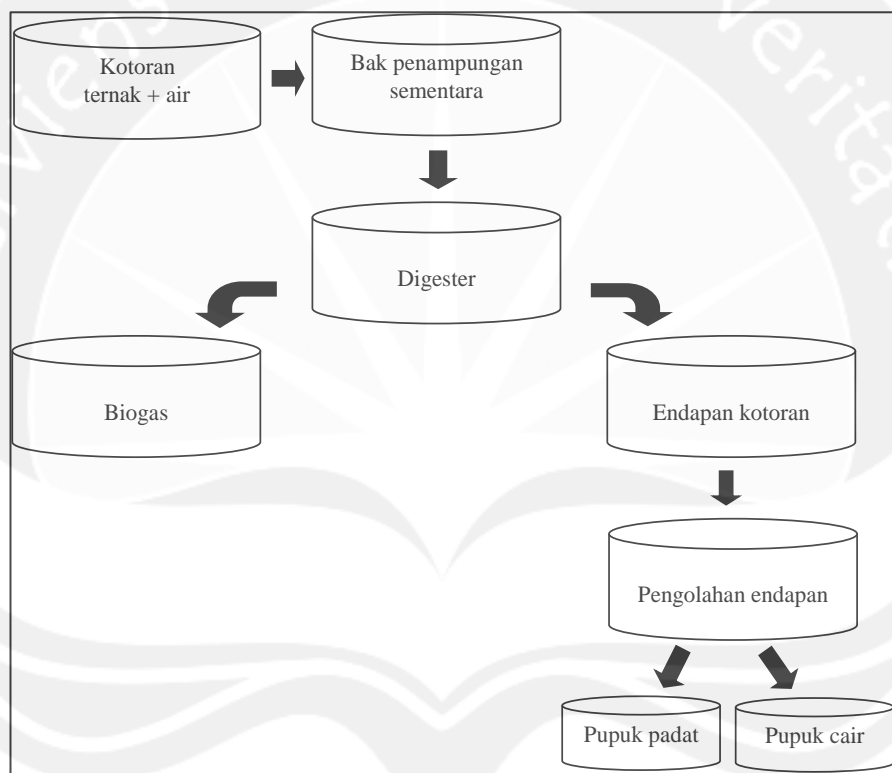 Kotoran
ternak + air
Bak penampungan
sementara
Digester
Biogas
Endapan kotoran
Pengolahan endapan
Pupuk padat
Pupuk cair